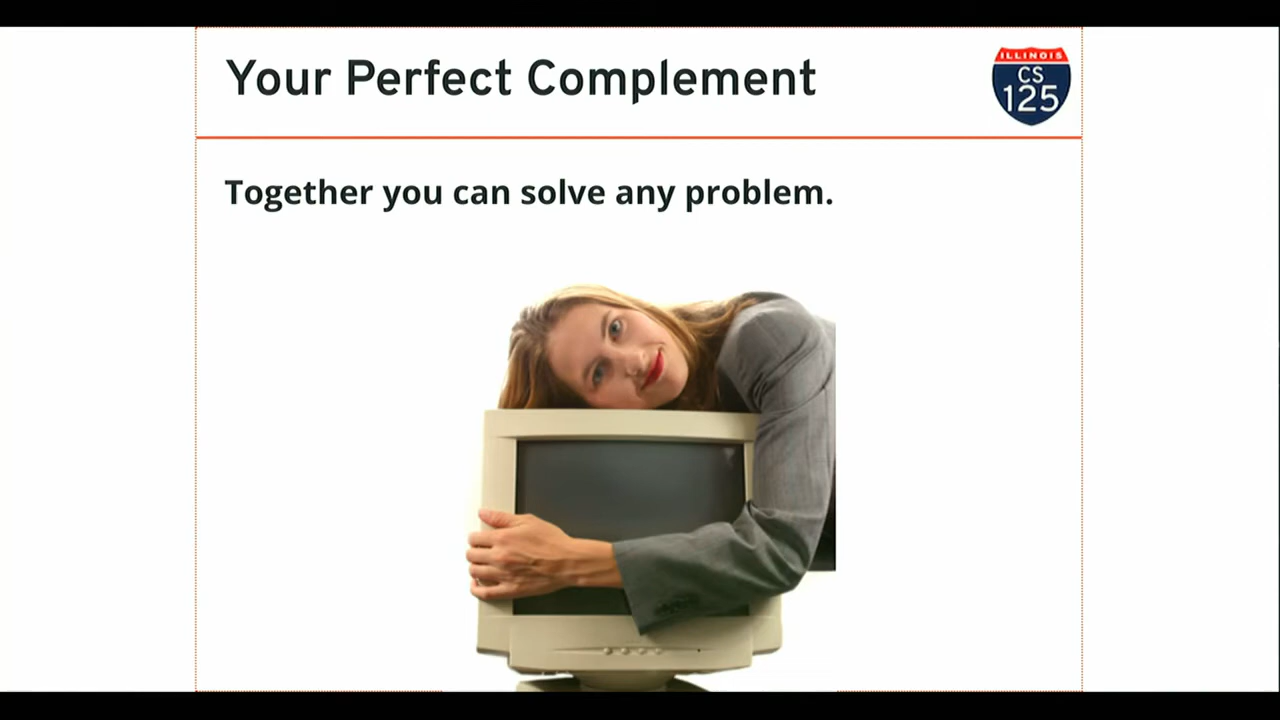 Your Perfect Complement
ILLINOIS
CS
125
Together you can solve any problem.